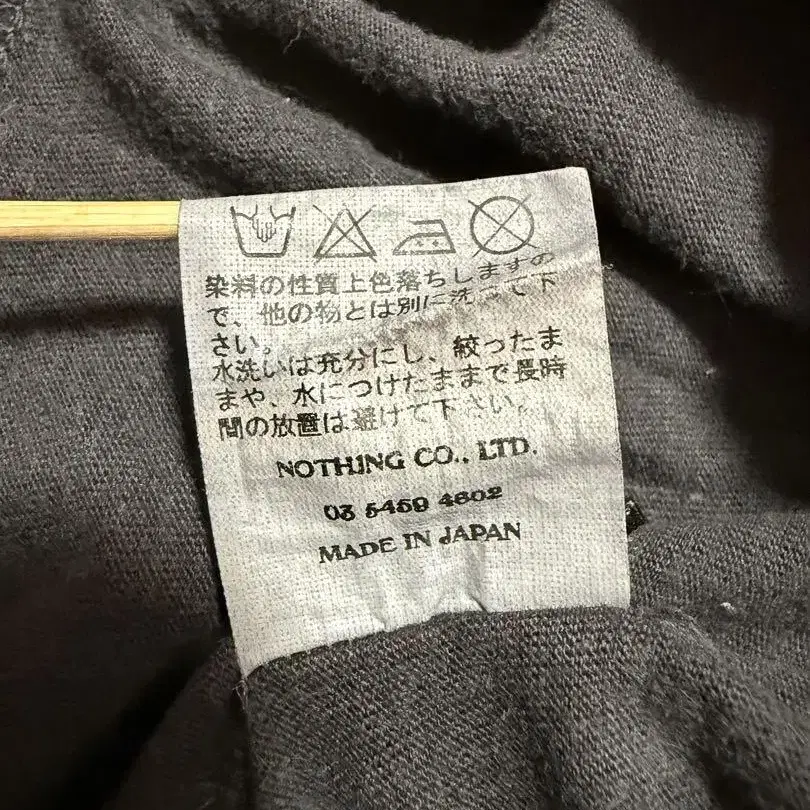 染料の性質上色落ちしますの
で、他の物とは別に洗って下
さい。
水洗いは充分にし、絞ったま
まや、水につけたままで長時
間の放置は避けて下さい。
NOTHING CO., LTD.
03 5459 4602
MADE IN JAPAN